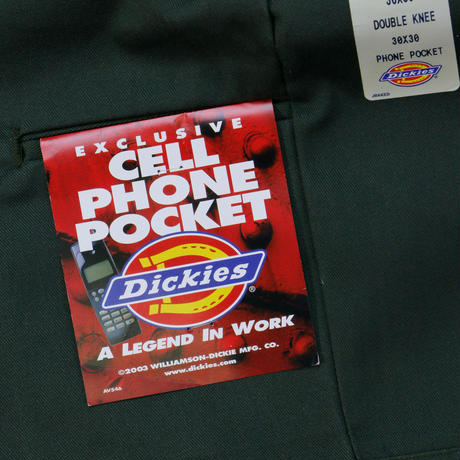 DOUBLE KNEE
30X30
PHONE POCKET
Dickies
EXCLUSIVE
CELL
PHONE
POCKET
Dickies®
A LEGEND IN WORK
©2003 WILLIAMSON-DICKIE MFG. CO.
www.dickies.com
AV546